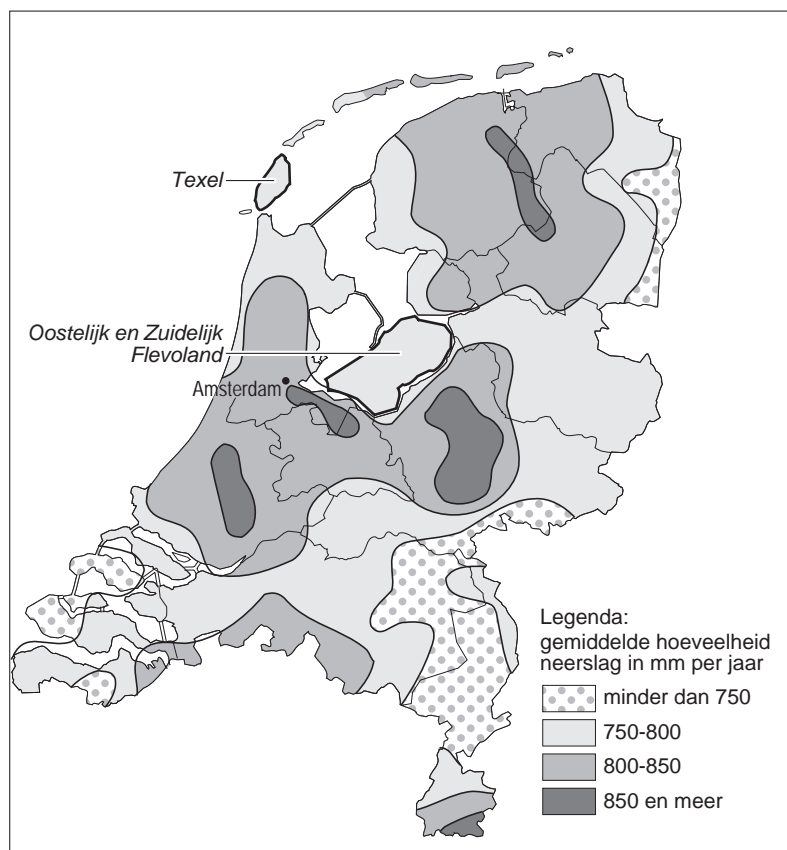 Texel
Oostelijk en Zuidelijk
Flevoland
Amsterdam
Legenda:
gemiddelde hoeveelheid
neerslag in mm per jaar
minder dan 750
750-800
800-850
850 en meer